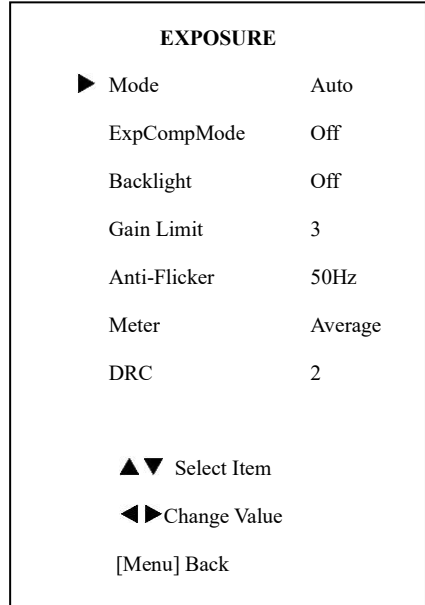 EXPOSURE
▶ Mode Auto
ExpCompMode Off
Backlight Off
Gain Limit 3
Anti-Flicker 50Hz
Meter Average
DRC 2
▲▼ Select Item
◀▶Change Value
[Menu] Back